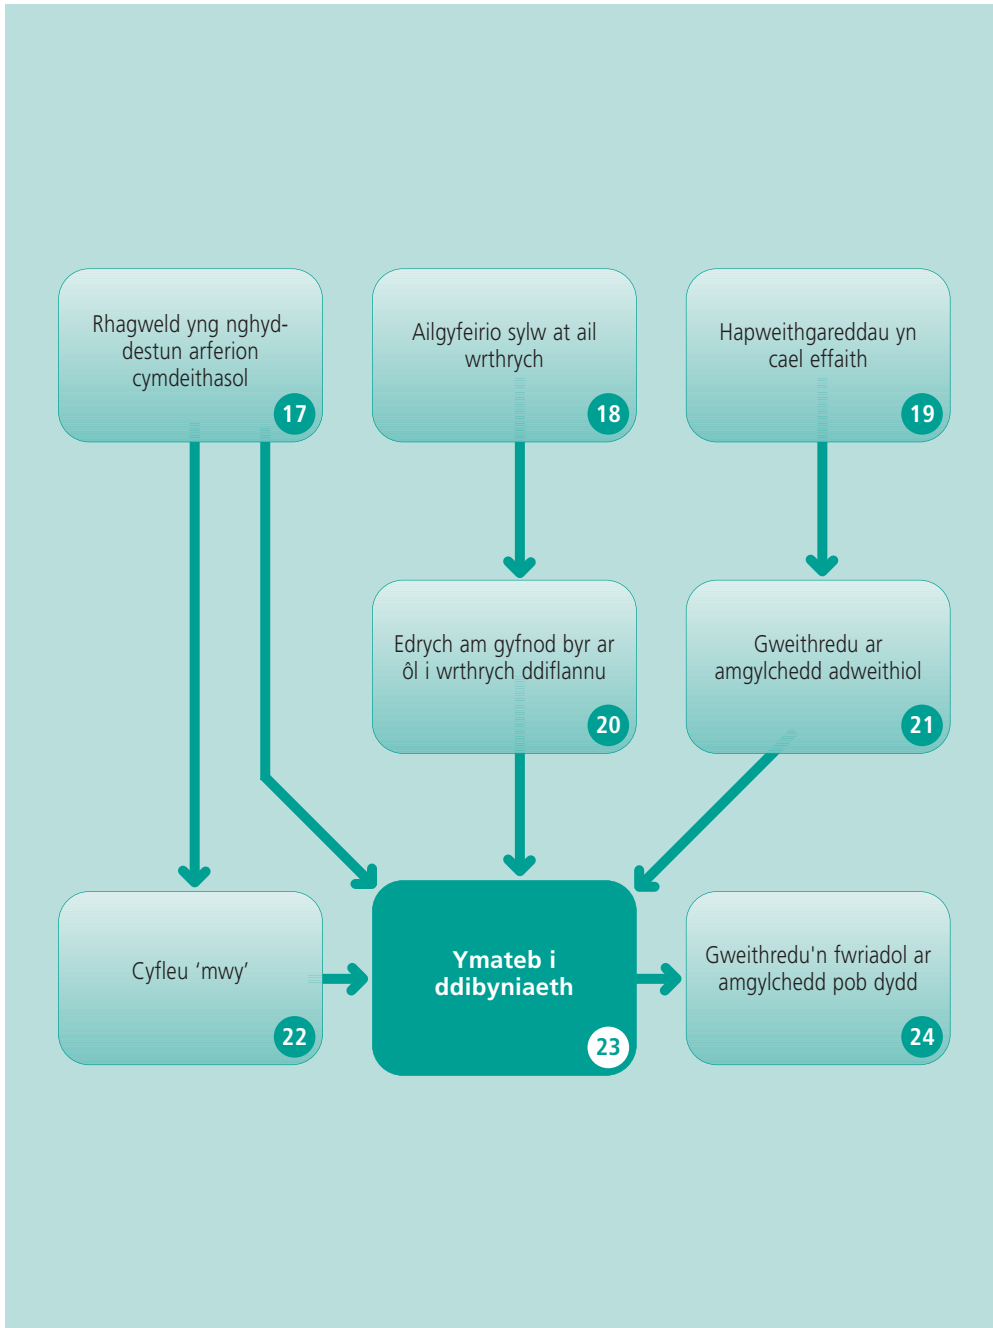 Rhagweld yng nghyd-
destun arferion
cymdeithasol
17
Ailgyfeirio sylw at ail
wrthrych
18
Hapweithgareddau yn
cael effaith
19
Edrych am gyfnod byr ar
ôl i wrthrych ddiflannu
20
Gweithredu ar
amgylchedd adweithiol
21
Cyfleu ‘mwy’
22
Ymateb i
ddibyniaeth
23
Gweithredu'n fwriadol ar
amgylchedd pob dydd
24